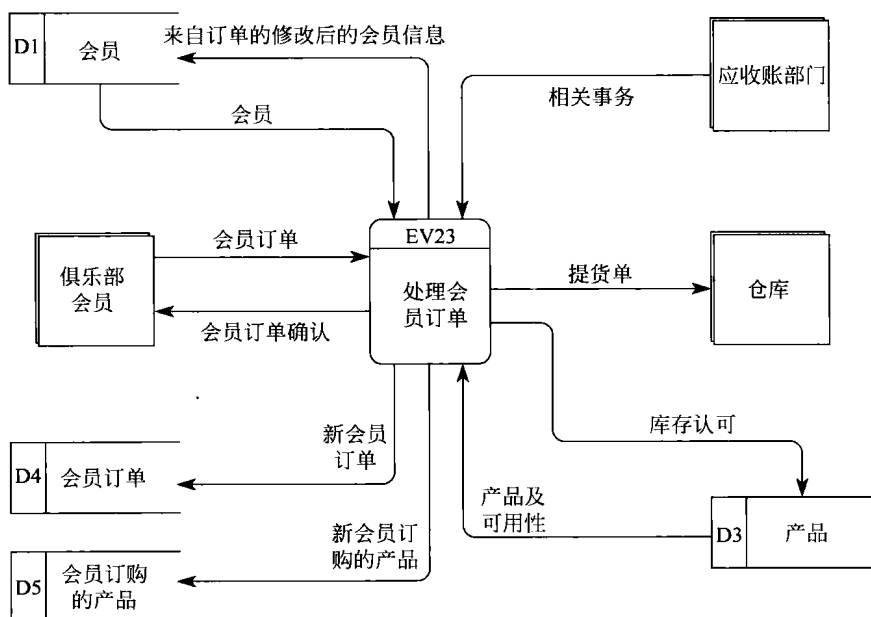 D1
会员
来自订单的修改后的会员信息
会员
相关事务
应收账部门
俱乐部
会员
会员订单
会员订单确认
EV23
处理会
员订单
提货单
仓库
库存认可
新会员
订单
D4
会员订单
产品及
可用性
D3
产品
新会员订
购的产品
D5
会员订购
的产品